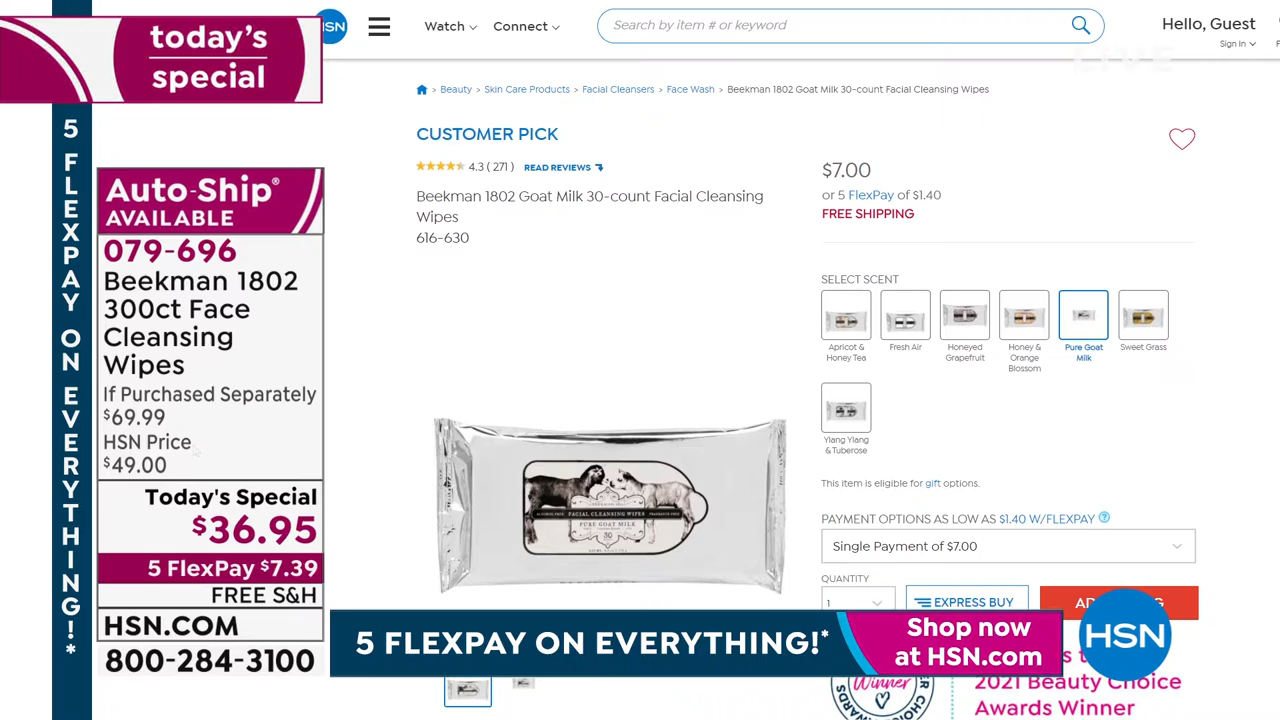 today's
special
5 FLEXPAY ON EVERYTHING!*
Auto-Ship®
AVAILABLE
079-696
Beekman 1802
300ct Face
Cleansing
Wipes
If Purchased Separately
$69.99
HSN Price
$49.00
Today's Special
$36.95
5 FlexPay $7.39
FREE S&H
HSN.COM
800-284-3100
HSN
Watch
Connect
Search by item # or keyword
Hello, Guest
Sign In
LIVE
Beauty > Skin Care Products > Facial Cleansers > Face Wash > Beekman 1802 Goat Milk 30-count Facial Cleansing Wipes
CUSTOMER PICK
4.3 ( 271 ) READ REVIEWS
Beekman 1802 Goat Milk 30-count Facial Cleansing
Wipes
616-630
$7.00
or 5 FlexPay of $1.40
FREE SHIPPING
SELECT SCENT
Apricot &
Honey Tea
Fresh Air
Honeyed
Grapefruit
Honey &
Orange
Blossom
Pure Goat
Milk
Sweet Grass
Ylang Ylang
& Tuberose
This item is eligible for gift options.
PAYMENT OPTIONS AS LOW AS $1.40 W/FLEXPAY ?
Single Payment of $7.00
QUANTITY
1
EXPRESS BUY
FACIAL CLEANSING WIPES
PURE GOAT MILK
30
5 FLEXPAY ON EVERYTHING!*
Shop now
at HSN.com
HSN
Winner
2021 Beauty Choice
Awards Winner